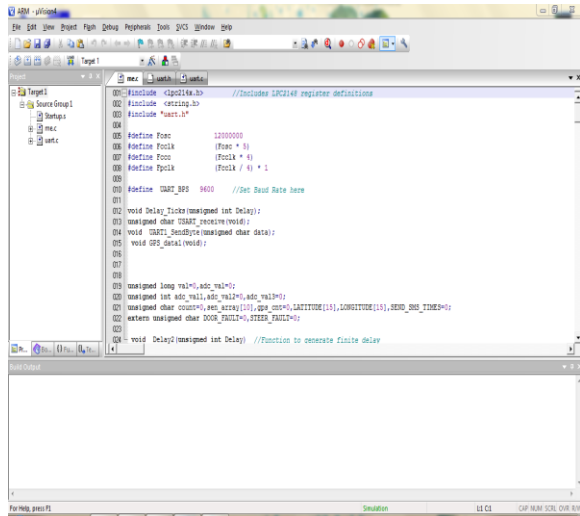 ARM - µVision4
File Edit View Project Flash Debug Peripherals Tools SVCS Window Help
Target 1
Project
me.c uart.h uart.c
Target 1
Source Group 1
Startup.s
me.c
uart.c
001 #include <lpc214x.h> //Includes LPC2148 register definitions
002 #include <string.h>
003 #include "uart.h"
004
005 #define Fosc 12000000
006 #define Fcclk (Fosc * 5)
007 #define Fcco (Fcclk * 4)
008 #define Fpclk (Fcclk / 4) * 1
009
010 #define UART_BPS 9600 //Set Baud Rate here
011
012 void Delay_Ticks(unsigned int Delay);
013 unsigned char USART_receive(void);
014 void UART1_SendByte(unsigned char data);
015 void GPS_data1(void);
016
017
018
019 unsigned long val=0,adc_val=0;
020 unsigned int adc_val1,adc_val2=0,adc_val3=0;
021 unsigned char count=0,sen_array[10],gps_cnt=0,LATITUDE[15],LONGITUDE[15],SEND_SMS_TIMES=0;
022 extern unsigned char DOOR_FAULT=0,STEER_FAULT=0;
023
024 void Delay2(unsigned int Delay) //Function to generate finite delay
Build Output
For Help, press F1 Simulation L:1 C:1 CAP NUM SCRL OVR R/W